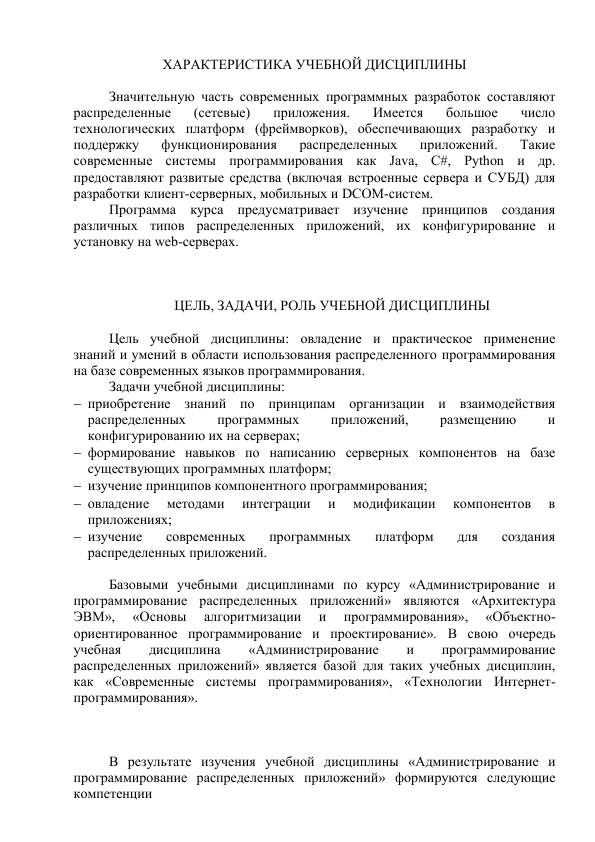 ХАРАКТЕРИСТИКА УЧЕБНОЙ ДИСЦИПЛИНЫ
Значительную часть современных программных разработок составляют
распределенные (сетевые) приложения. Имеется большое число
технологических платформ (фреймворков), обеспечивающих разработку и
поддержку функционирования распределенных приложений. Такие
современные системы программирования как Java, C#, Python и др.
предоставляют развитые средства (включая встроенные сервера и СУБД) для
разработки клиент-серверных, мобильных и DCOM-систем.
Программа курса предусматривает изучение принципов создания
различных типов распределенных приложений, их конфигурирование и
установку на web-серверах.
ЦЕЛЬ, ЗАДАЧИ, РОЛЬ УЧЕБНОЙ ДИСЦИПЛИНЫ
Цель учебной дисциплины: овладение и практическое применение
знаний и умений в области использования распределенного программирования
на базе современных языков программирования.
Задачи учебной дисциплины:
– приобретение знаний по принципам организации и взаимодействия
распределенных программных приложений, размещению и
конфигурированию их на серверах;
– формирование навыков по написанию серверных компонентов на базе
существующих программных платформ;
– изучение принципов компонентного программирования;
– овладение методами интеграции и модификации компонентов в
приложениях;
– изучение современных программных платформ для создания
распределенных приложений.
Базовыми учебными дисциплинами по курсу «Администрирование и
программирование распределенных приложений» являются «Архитектура
ЭВМ», «Основы алгоритмизации и программирования», «Объектно-
ориентированное программирование и проектирование». В свою очередь
учебная дисциплина «Администрирование и программирование
распределенных приложений» является базой для таких учебных дисциплин,
как «Современные системы программирования», «Технологии Интернет-
программирования».
В результате изучения учебной дисциплины «Администрирование и
программирование распределенных приложений» формируются следующие
компетенции